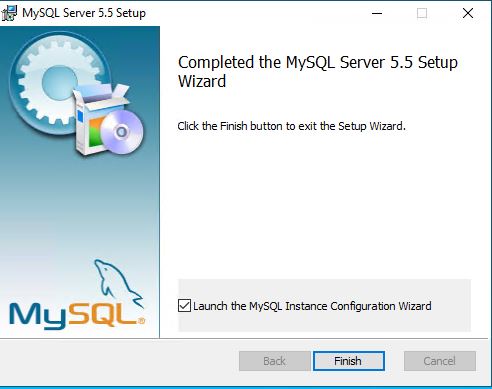 MySQL Server 5.5 Setup
Completed the MySQL Server 5.5 Setup
Wizard
Click the Finish button to exit the Setup Wizard.
Launch the MySQL Instance Configuration Wizard
MySQL®
Back
Finish
Cancel